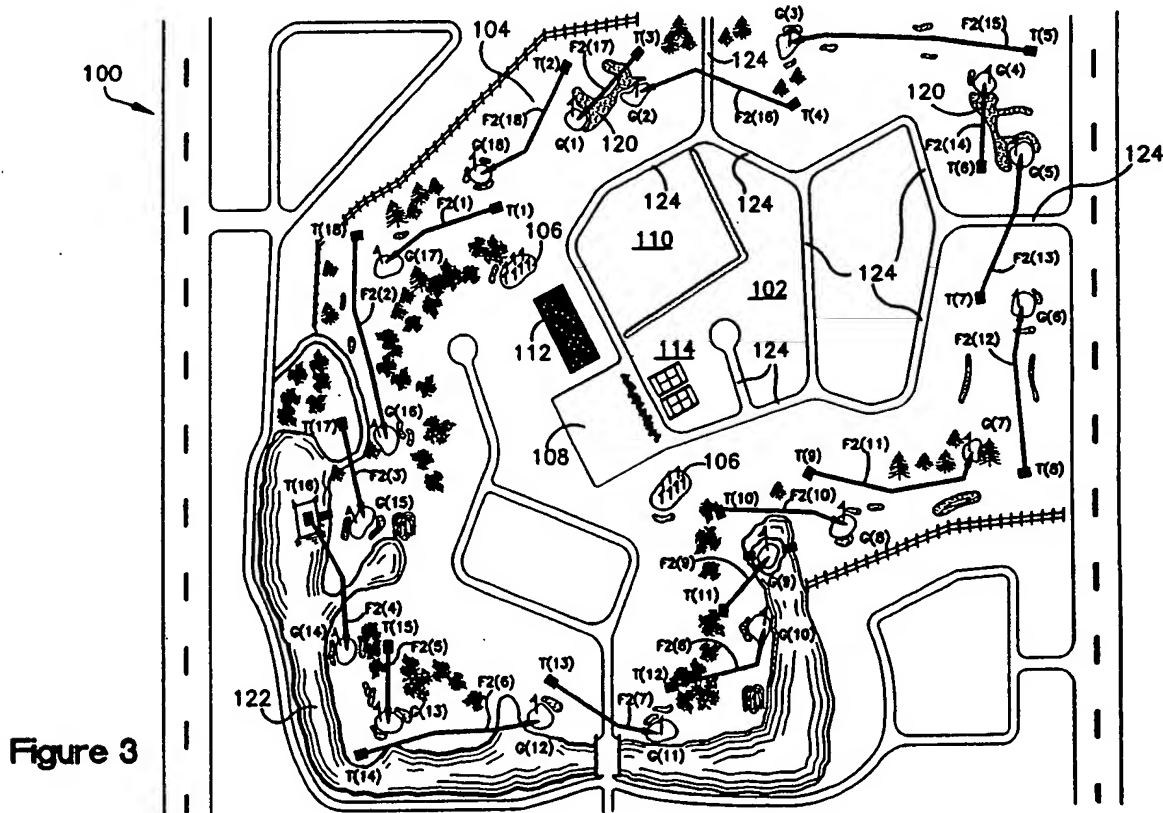 G(3)
F2(15)
104
F2(17)
T(3)
T(5)
100
T(2)
124
G(4)
120
F2(18)
G(2)
F2(16)
T(4)
G(1)
120
F2(14)
G(18)
T(6)
G(5)
124
F2(1)
T(1)
124
124
T(18)
106
110
G(17)
F2(13)
124
F2(2)
102
T(7)
G(6)
112
F2(12)
114
124
G(16)
G(7)
T(17)
108
F2(11)
106
T(9)
T(8)
F2(3)
T(16)
T(10)
F2(10)
G(15)
G(8)
F2(9)
G(9)
T(11)
F2(4)
G(14)
T(15)
G(10)
F2(5)
F2(8)
T(13)
T(12)
F2(6)
122
G(13)
F2(7)
Figure 3
G(12)
G(11)
T(14)